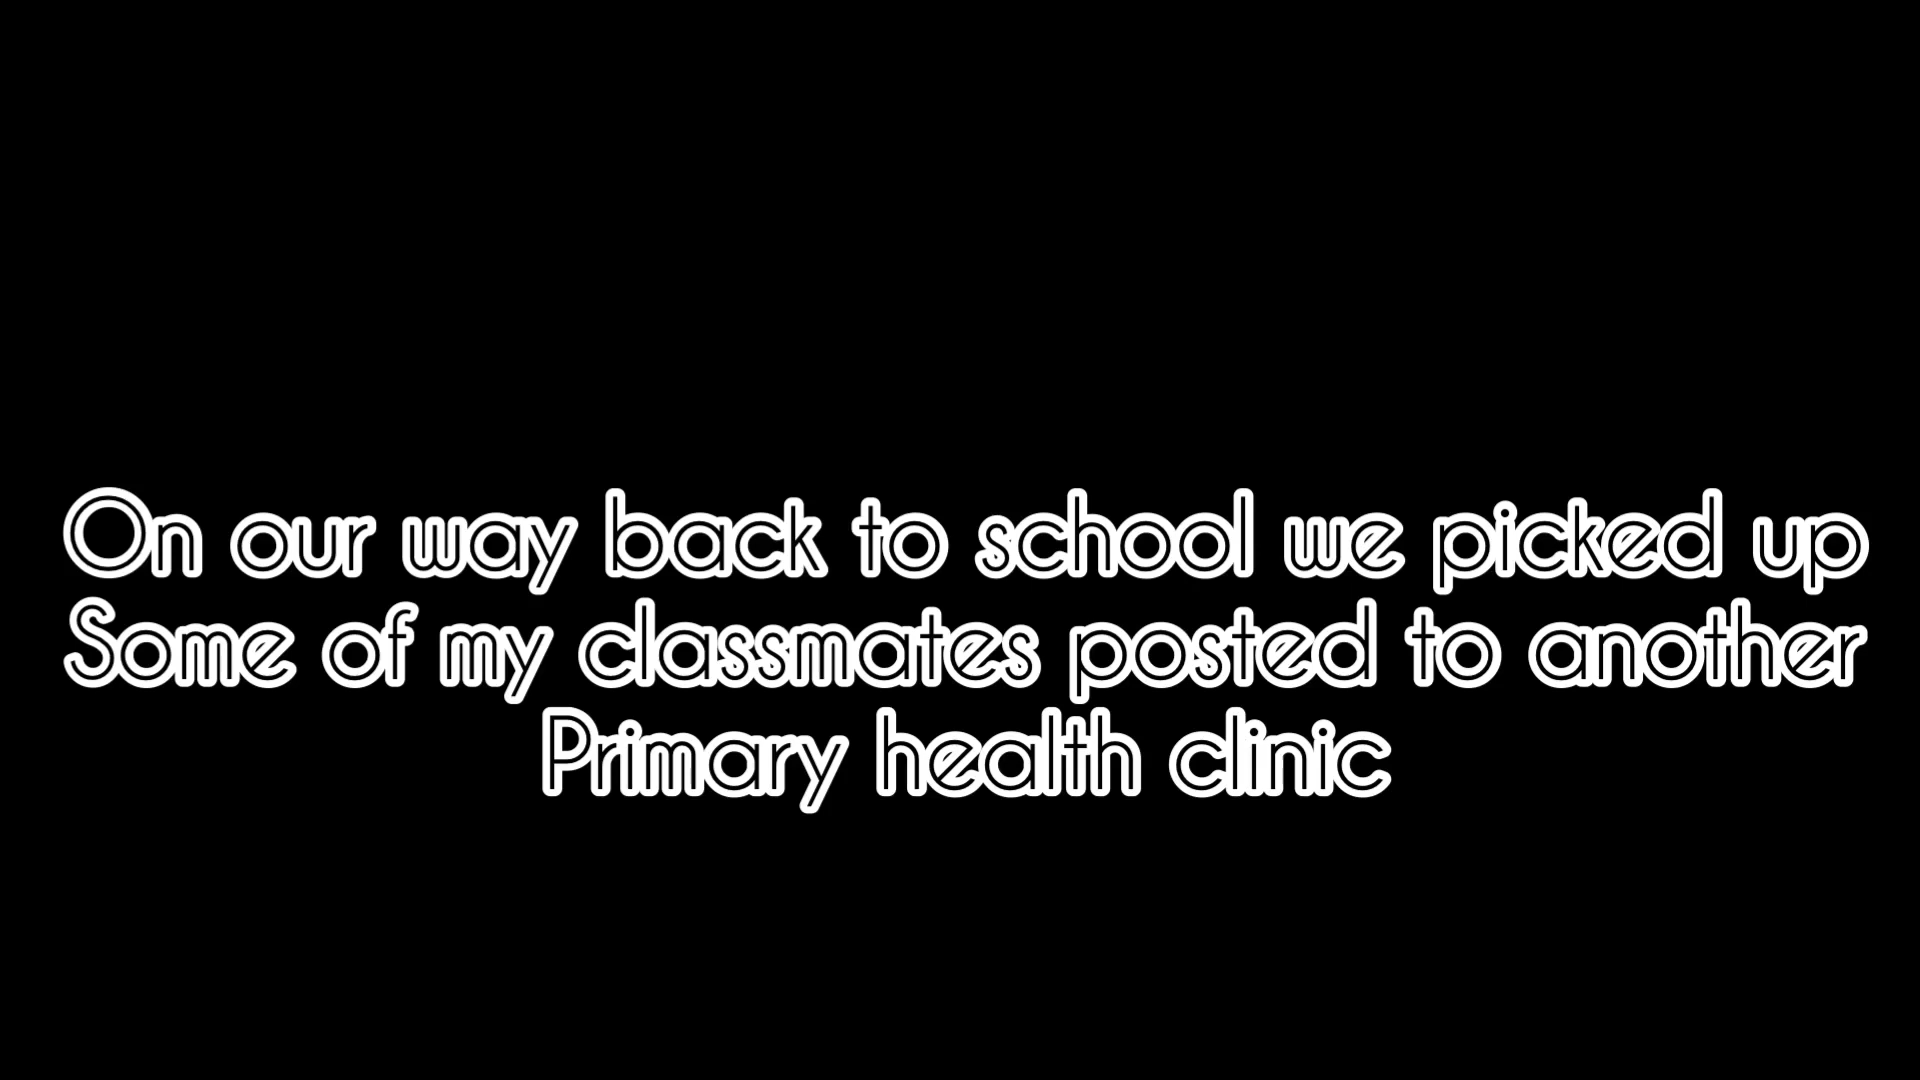 On our way back to school we picked up
Some of my classmates posted to another
Primary health clinic